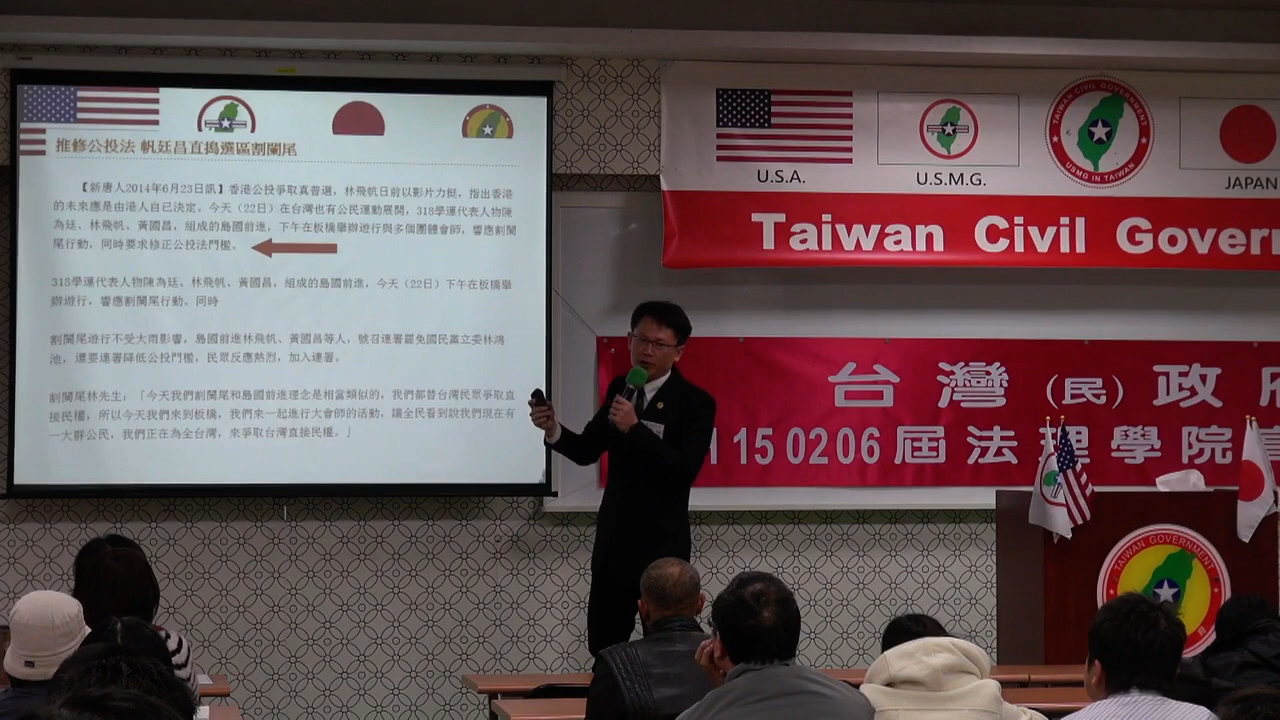 推修公投法 帆廷昌直搗選區割闌尾
【新唐人2014年6月23日訊】香港公投爭取真普選，林飛帆日前以影片力挺，指出香港
的未來應是由港人自己決定。今天（22日）在台灣也有公民運動展開，318學運代表人物陳
為廷、林飛帆、黃國昌，組成的島國前進，下午在板橋舉辦遊行與多個團體會師，響應割闌
尾行動，同時要求修正公投法門檻。
318學運代表人物陳為廷、林飛帆、黃國昌，組成的島國前進，今天（22日）下午在板橋舉
辦遊行，響應割闌尾行動，同時
割闌尾遊行不受大雨影響，島國前進林飛帆、黃國昌等人，號召連署罷免國民黨立委林鴻
池，還要連署降低公投門檻，民眾反應熱烈，加入連署。
割闌尾林先生：「今天我們割闌尾和島國前進理念是相當類似的，我們都替台灣民眾爭取直
接民權，所以今天我們來到板橋，我們來一起進行大會師的活動，讓全民看到說我們現在有
一大群公民，我們正在為全台灣，來爭取台灣直接民權。」
U.S.A.
U.S.M.G.
TAIWAN CIVIL GOVERNMENT
USMG IN TAIWAN
JAPAN
Taiwan Civil Govern
台灣(民)政府
1150206屆法理學院
TAIWAN GOVERNMENT